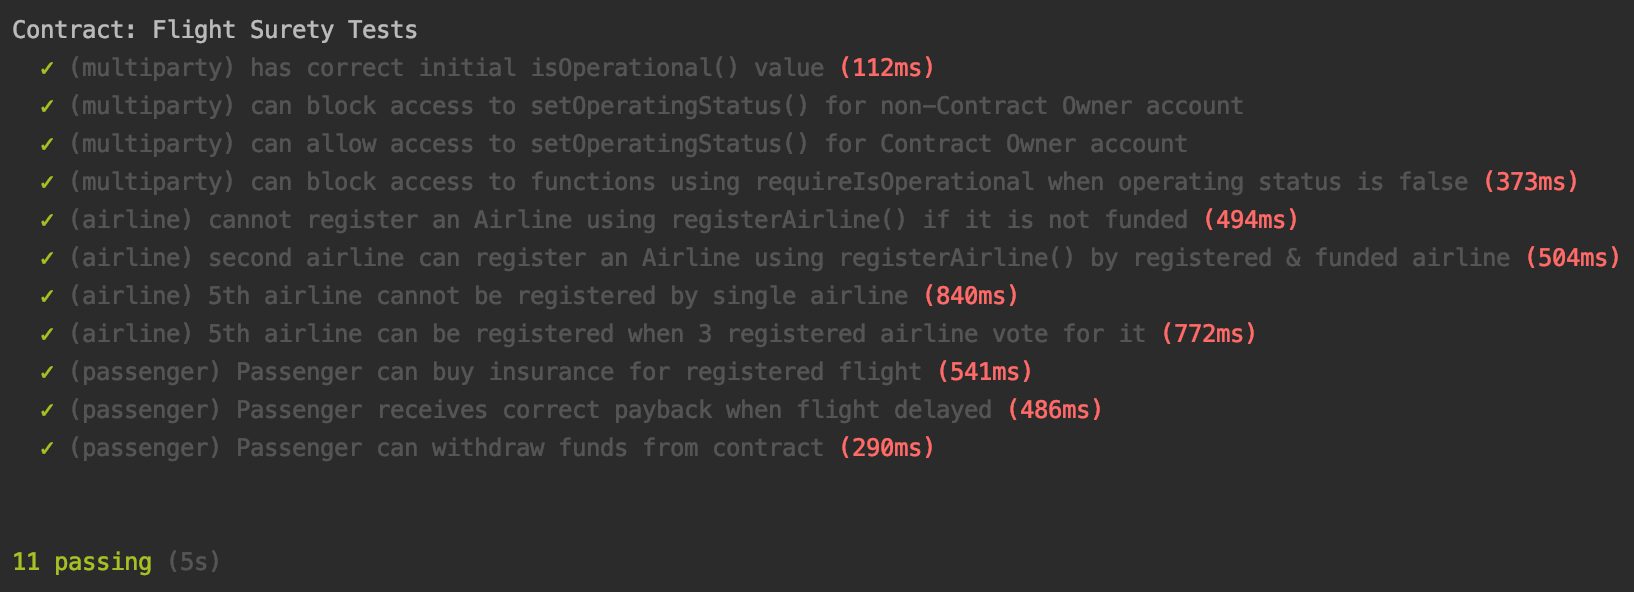 Contract: Flight Surety Tests
✓ (multiparty) has correct initial isOperational() value (112ms)
✓ (multiparty) can block access to setOperatingStatus() for non-Contract Owner account
✓ (multiparty) can allow access to setOperatingStatus() for Contract Owner account
✓ (multiparty) can block access to functions using requireIsOperational when operating status is false (373ms)
✓ (airline) cannot register an Airline using registerAirline() if it is not funded (494ms)
✓ (airline) second airline can register an Airline using registerAirline() by registered & funded airline (504ms)
✓ (airline) 5th airline cannot be registered by single airline (840ms)
✓ (airline) 5th airline can be registered when 3 registered airline vote for it (772ms)
✓ (passenger) Passenger can buy insurance for registered flight (541ms)
✓ (passenger) Passenger receives correct payback when flight delayed (486ms)
✓ (passenger) Passenger can withdraw funds from contract (290ms)
11 passing (5s)